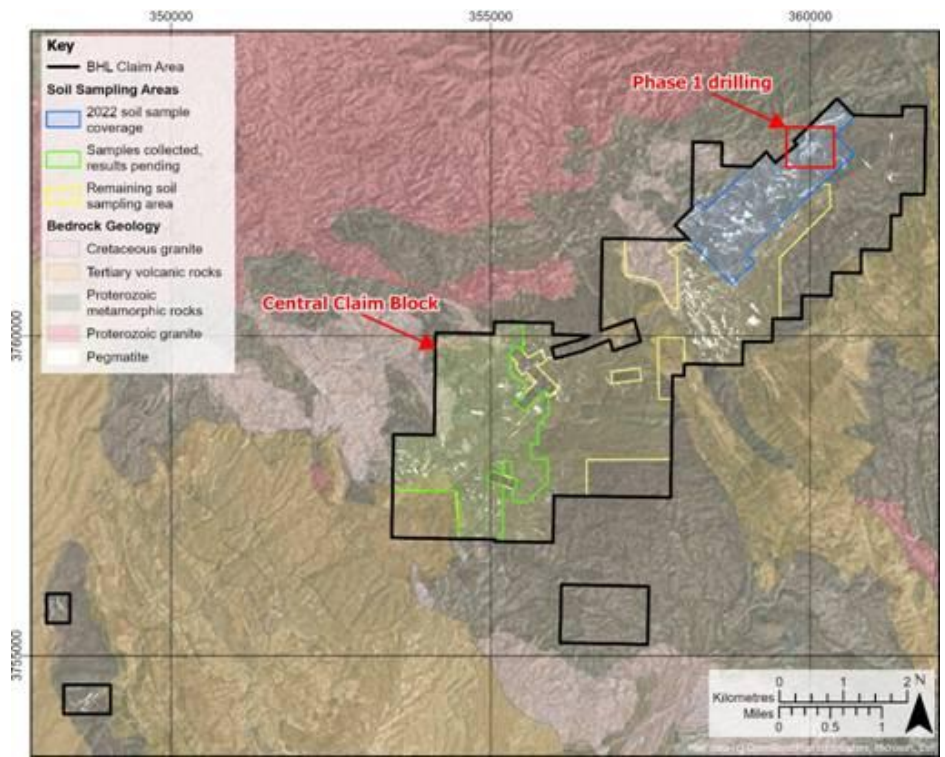 350000
355000
360000
Key
BHL Claim Area
Soil Sampling Areas
2022 soil sample
coverage
Samples collected,
results pending
Remaining soil
sampling area
Bedrock Geology
Cretaceous granite
Tertiary volcanic rocks
Proterozoic
metamorphic rocks
Proterozoic granite
Pegmatite
Phase 1 drilling
Central Claim Block
3760000
3755000
0 1 2
Kilometres
Miles
0 0.5 1
N